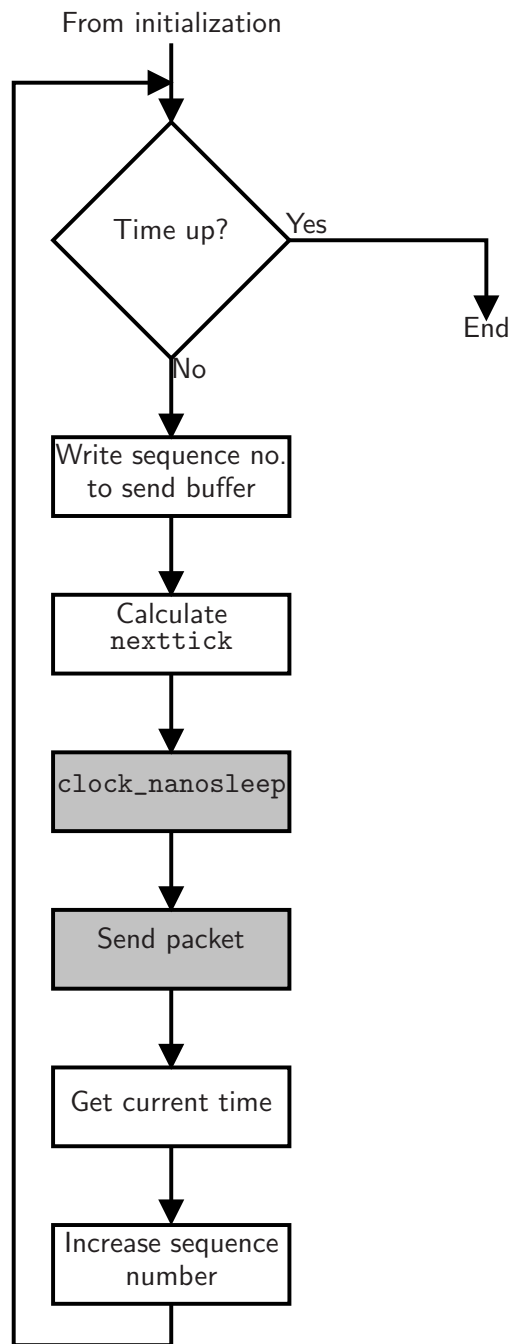 From initialization
Time up?
Yes
End
No
Write sequence no.
to send buffer
Calculate
nexttick
clock_nanosleep
Send packet
Get current time
Increase sequence
number